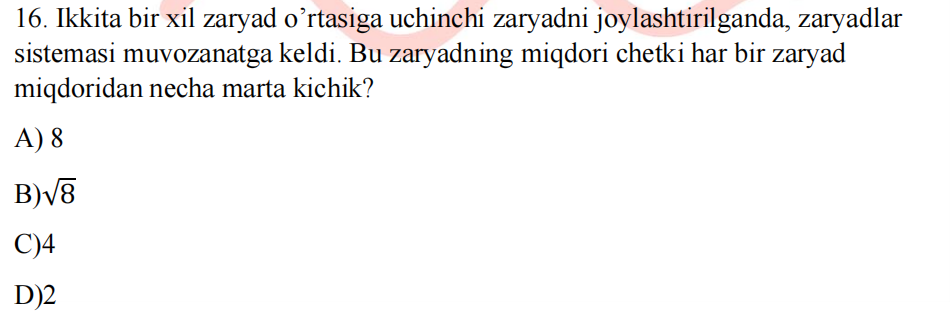 16. Ikkita bir xil zaryad o’rtasiga uchinchi zaryadni joylashtirilganda, zaryadlar
sistemasi muvozanatga keldi. Bu zaryadning miqdori chetki har bir zaryad
miqdoridan necha marta kichik?
A) 8
B)√8
C)4
D)2